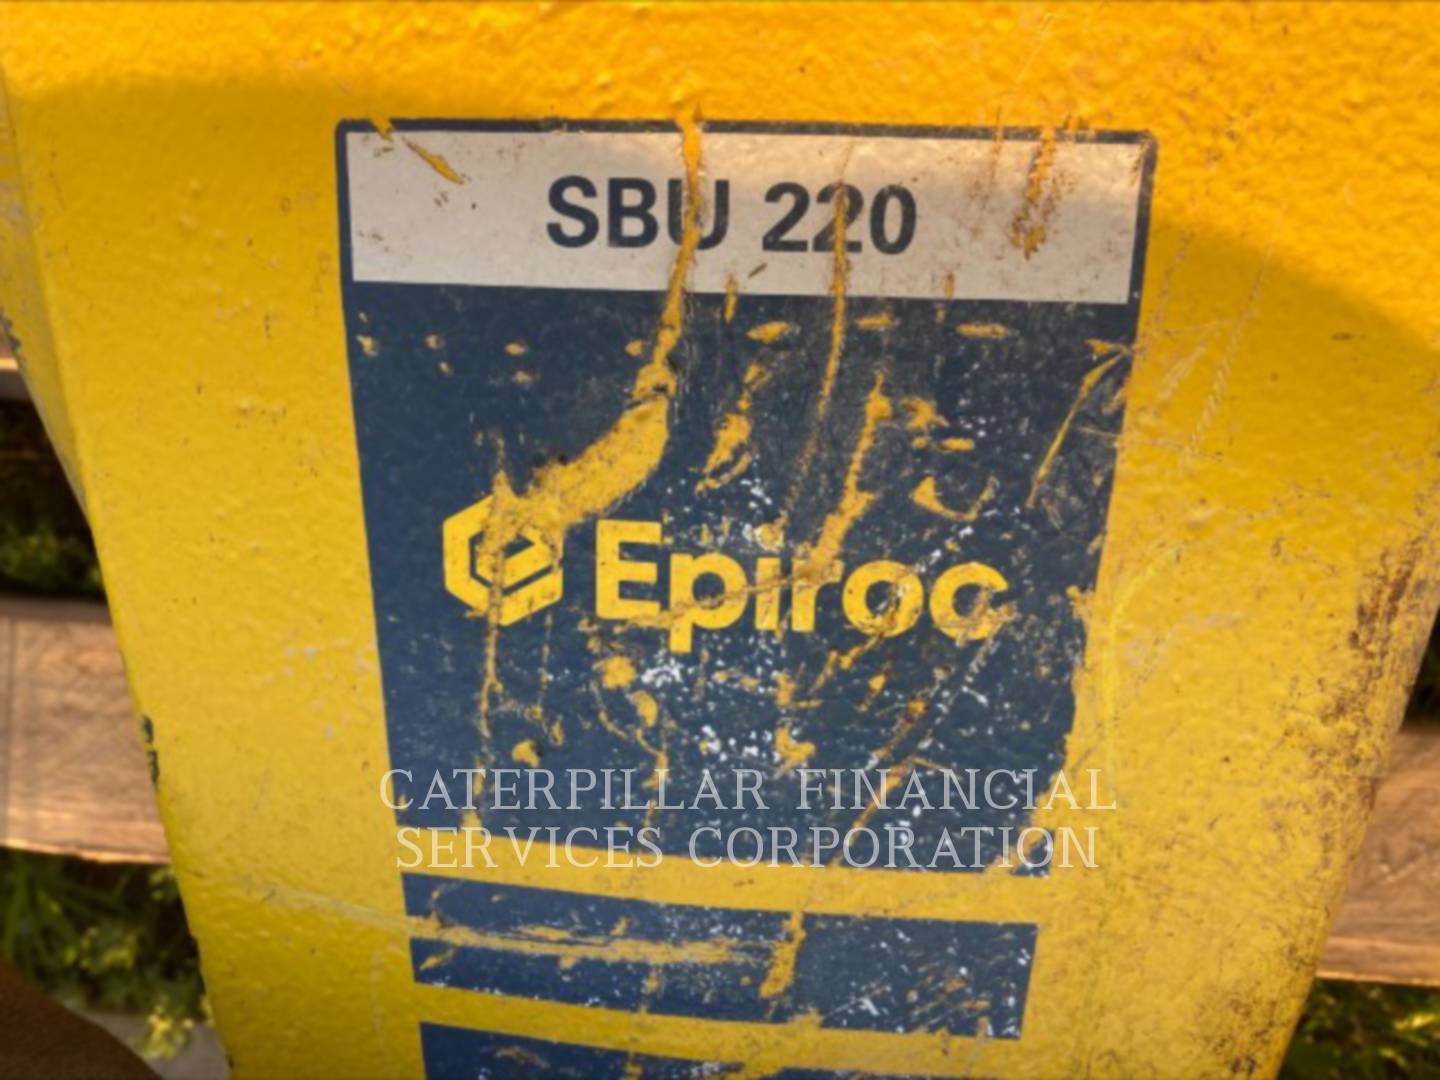 SBU 220
Epiroc
CATERPILLAR FINANCIAL
SERVICES CORPORATION